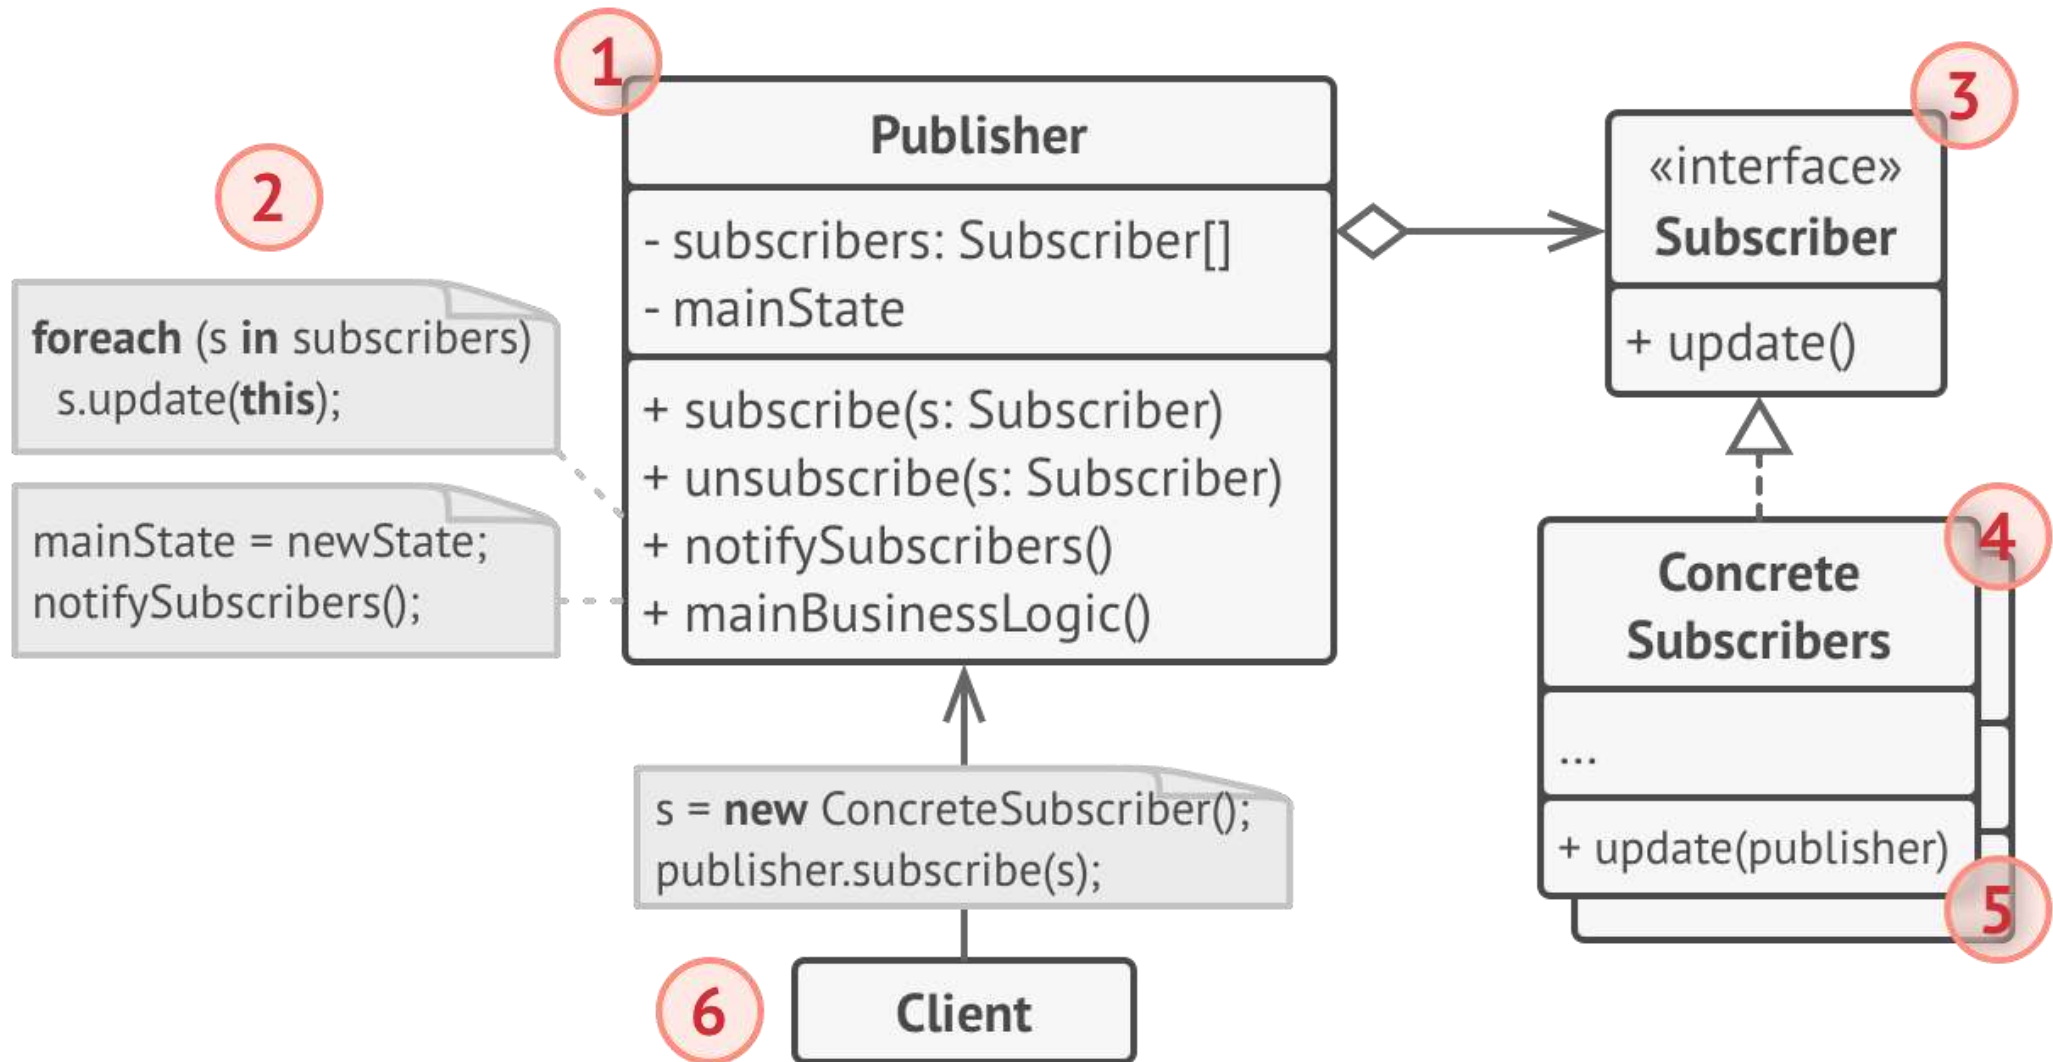 1
Publisher
- subscribers: Subscriber[]
- mainState
+ subscribe(s: Subscriber)
+ unsubscribe(s: Subscriber)
+ notifySubscribers()
+ mainBusinessLogic()
2
foreach (s in subscribers)
s.update(this);
mainState = newState;
notifySubscribers();
3
«interface»
Subscriber
+ update()
4
Concrete
Subscribers
...
+ update(publisher)
5
s = new ConcreteSubscriber();
publisher.subscribe(s);
6
Client